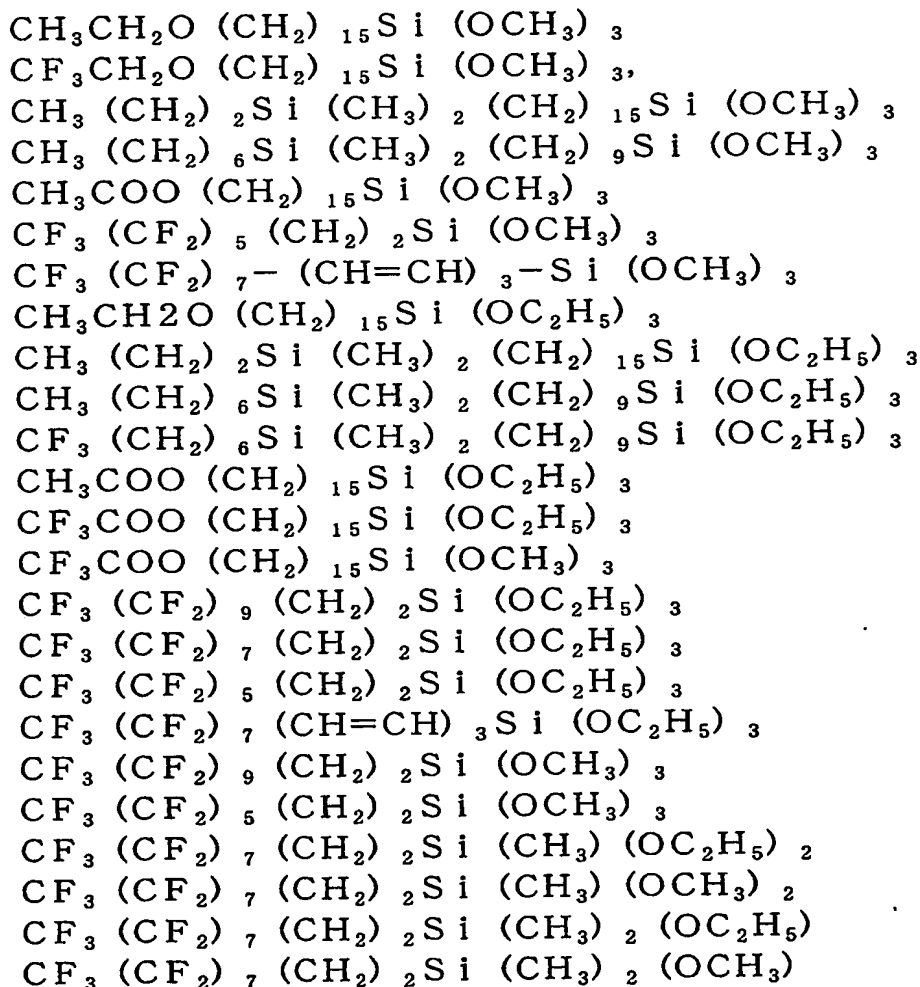 CH₃CH₂O (CH₂) ₁₅Si (OCH₃) ₃
CF₃CH₂O (CH₂) ₁₅Si (OCH₃) ₃,
CH₃ (CH₂) ₂Si (CH₃) ₂ (CH₂) ₁₅Si (OCH₃) ₃
CH₃ (CH₂) ₆Si (CH₃) ₂ (CH₂) ₉Si (OCH₃) ₃
CH₃COO (CH₂) ₁₅Si (OCH₃) ₃
CF₃ (CF₂) ₅ (CH₂) ₂Si (OCH₃) ₃
CF₃ (CF₂) ₇− (CH=CH) ₃−Si (OCH₃) ₃
CH₃CH2O (CH₂) ₁₅Si (OC₂H₅) ₃
CH₃ (CH₂) ₂Si (CH₃) ₂ (CH₂) ₁₅Si (OC₂H₅) ₃
CH₃ (CH₂) ₆Si (CH₃) ₂ (CH₂) ₉Si (OC₂H₅) ₃
CF₃ (CH₂) ₆Si (CH₃) ₂ (CH₂) ₉Si (OC₂H₅) ₃
CH₃COO (CH₂) ₁₅Si (OC₂H₅) ₃
CF₃COO (CH₂) ₁₅Si (OC₂H₅) ₃
CF₃COO (CH₂) ₁₅Si (OCH₃) ₃
CF₃ (CF₂) ₉ (CH₂) ₂Si (OC₂H₅) ₃
CF₃ (CF₂) ₇ (CH₂) ₂Si (OC₂H₅) ₃
CF₃ (CF₂) ₅ (CH₂) ₂Si (OC₂H₅) ₃
CF₃ (CF₂) ₇ (CH=CH) ₃Si (OC₂H₅) ₃
CF₃ (CF₂) ₉ (CH₂) ₂Si (OCH₃) ₃
CF₃ (CF₂) ₅ (CH₂) ₂Si (OCH₃) ₃
CF₃ (CF₂) ₇ (CH₂) ₂Si (CH₃) (OC₂H₅) ₂
CF₃ (CF₂) ₇ (CH₂) ₂Si (CH₃) (OCH₃) ₂
CF₃ (CF₂) ₇ (CH₂) ₂Si (CH₃) ₂ (OC₂H₅)
CF₃ (CF₂) ₇ (CH₂) ₂Si (CH₃) ₂ (OCH₃)